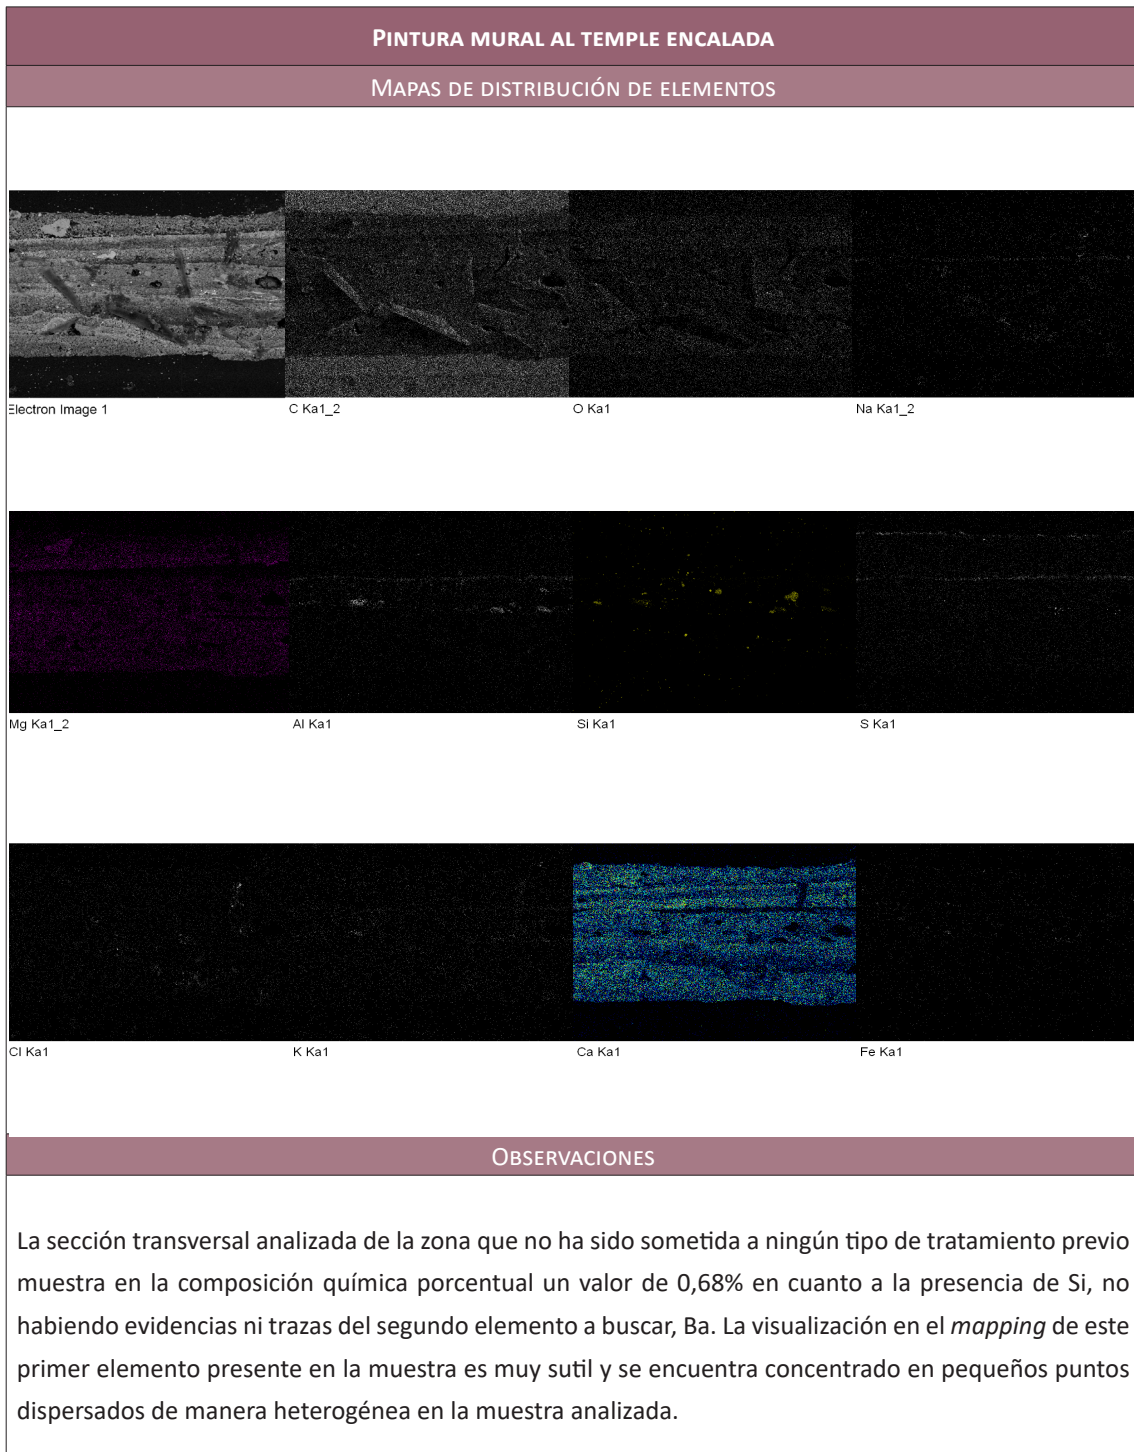 PINTURA MURAL AL TEMPLE ENCALADA
MAPAS DE DISTRIBUCIÓN DE ELEMENTOS
Electron Image 1 C Ka1_2 O Ka1 Na Ka1_2
Mg Ka1_2 Al Ka1 Si Ka1 S Ka1
Cl Ka1 K Ka1 Ca Ka1 Fe Ka1
OBSERVACIONES
La sección transversal analizada de la zona que no ha sido sometida a ningún tipo de tratamiento previo
muestra en la composición química porcentual un valor de 0,68% en cuanto a la presencia de Si, no
habiendo evidencias ni trazas del segundo elemento a buscar, Ba. La visualización en el mapping de este
primer elemento presente en la muestra es muy sutil y se encuentra concentrado en pequeños puntos
dispersados de manera heterogénea en la muestra analizada.